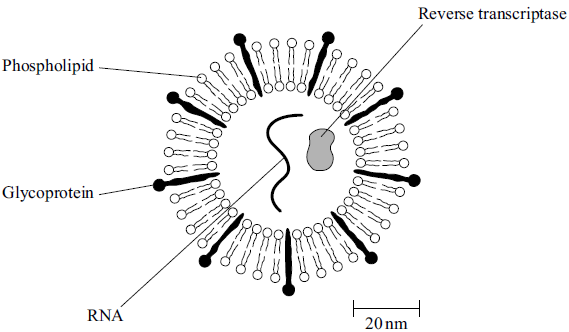 Reverse transcriptase
Phospholipid
Glycoprotein
RNA
20 nm